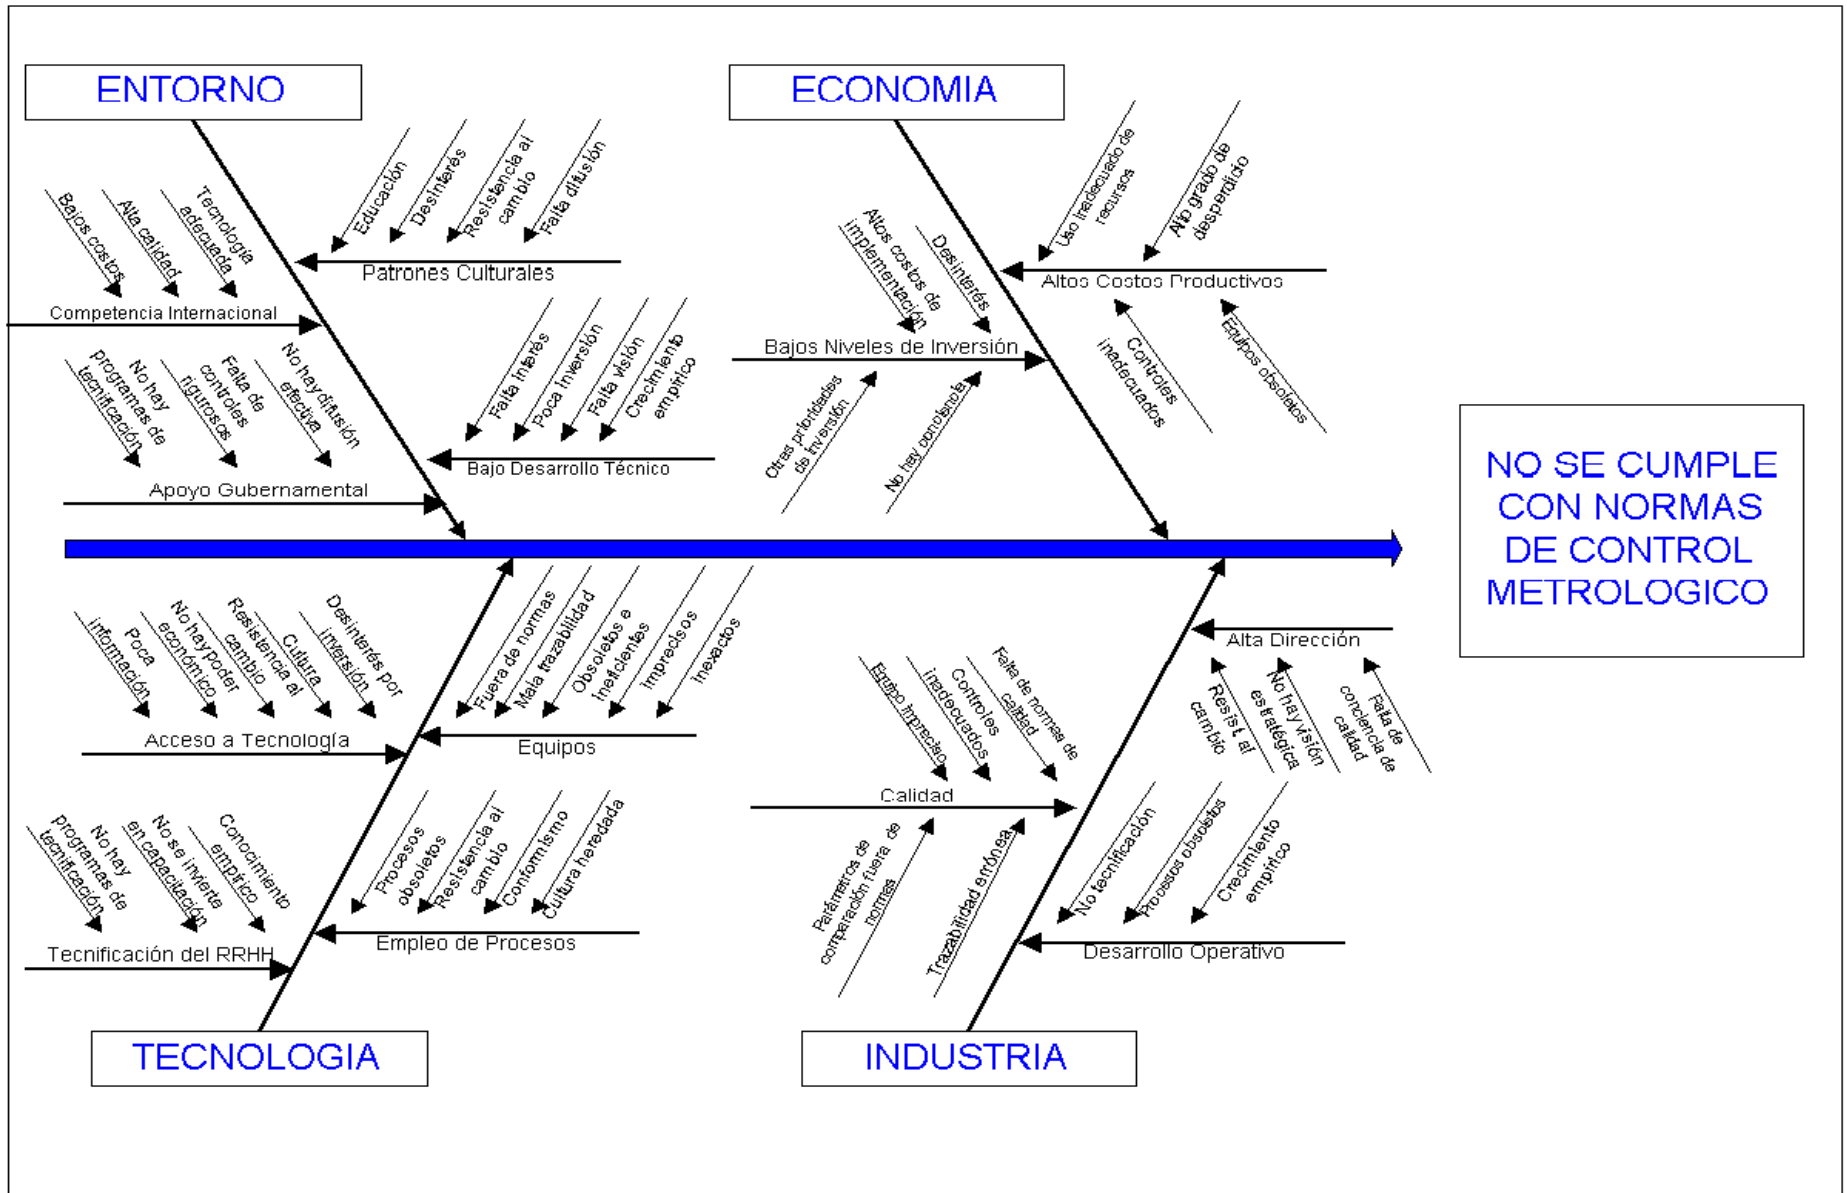 ENTORNO
Bajos costos
Alta calidad
Tecnología
adecuada
Competencia Internacional
Educación
Desinterés
Resistencia al
cambio
Falta difusión
Patrones Culturales
No hay
programas de
tecnificación
Falta de
controles
rigurosos
No hay difusión
efectiva
Apoyo Gubernamental
Falta Interés
Poca Inversión
Falta visión
Crecimiento
empírico
Bajo Desarrollo Técnico
ECONOMIA
Altos costos de
implementación
Desinterés
Bajos Niveles de Inversión
Otras prioridades
de Inversión
No hay conciencia
Uso Inadecuado de
recursos
Alto grado de
desperdicio
Altos Costos Productivos
Controles
inadecuados
Equipos obsoletos
NO SE CUMPLE
CON NORMAS
DE CONTROL
METROLOGICO
Poca
información
No hay poder
económico
Resistencia al
cambio
Cultura
Desinterés por
inversión
Acceso a Tecnología
Fuera de normas
Mala trazabilidad
Obsoletos e
Ineficientes
Imprecisos
Inexactos
Equipos
No hay
programas de
tecnificación
No se invierte
en capacitación
Conocimiento
empírico
Tecnificación del RRHH
Procesos
obsoletos
Resistencia al
cambio
Conformismo
Cultura heredada
Empleo de Procesos
TECNOLOGIA
Equipo Impreciso
Controles
inadecuados
Falta de normas de
calidad
Calidad
Parámetros de
comparación fuera de
normas
Trazabilidad errónea
Alta Dirección
Resist. al
cambio
No hay visión
estratégica
Falta de
conciencia de
calidad
No tecnificación
Procesos obsoletos
Crecimiento
empírico
Desarrollo Operativo
INDUSTRIA